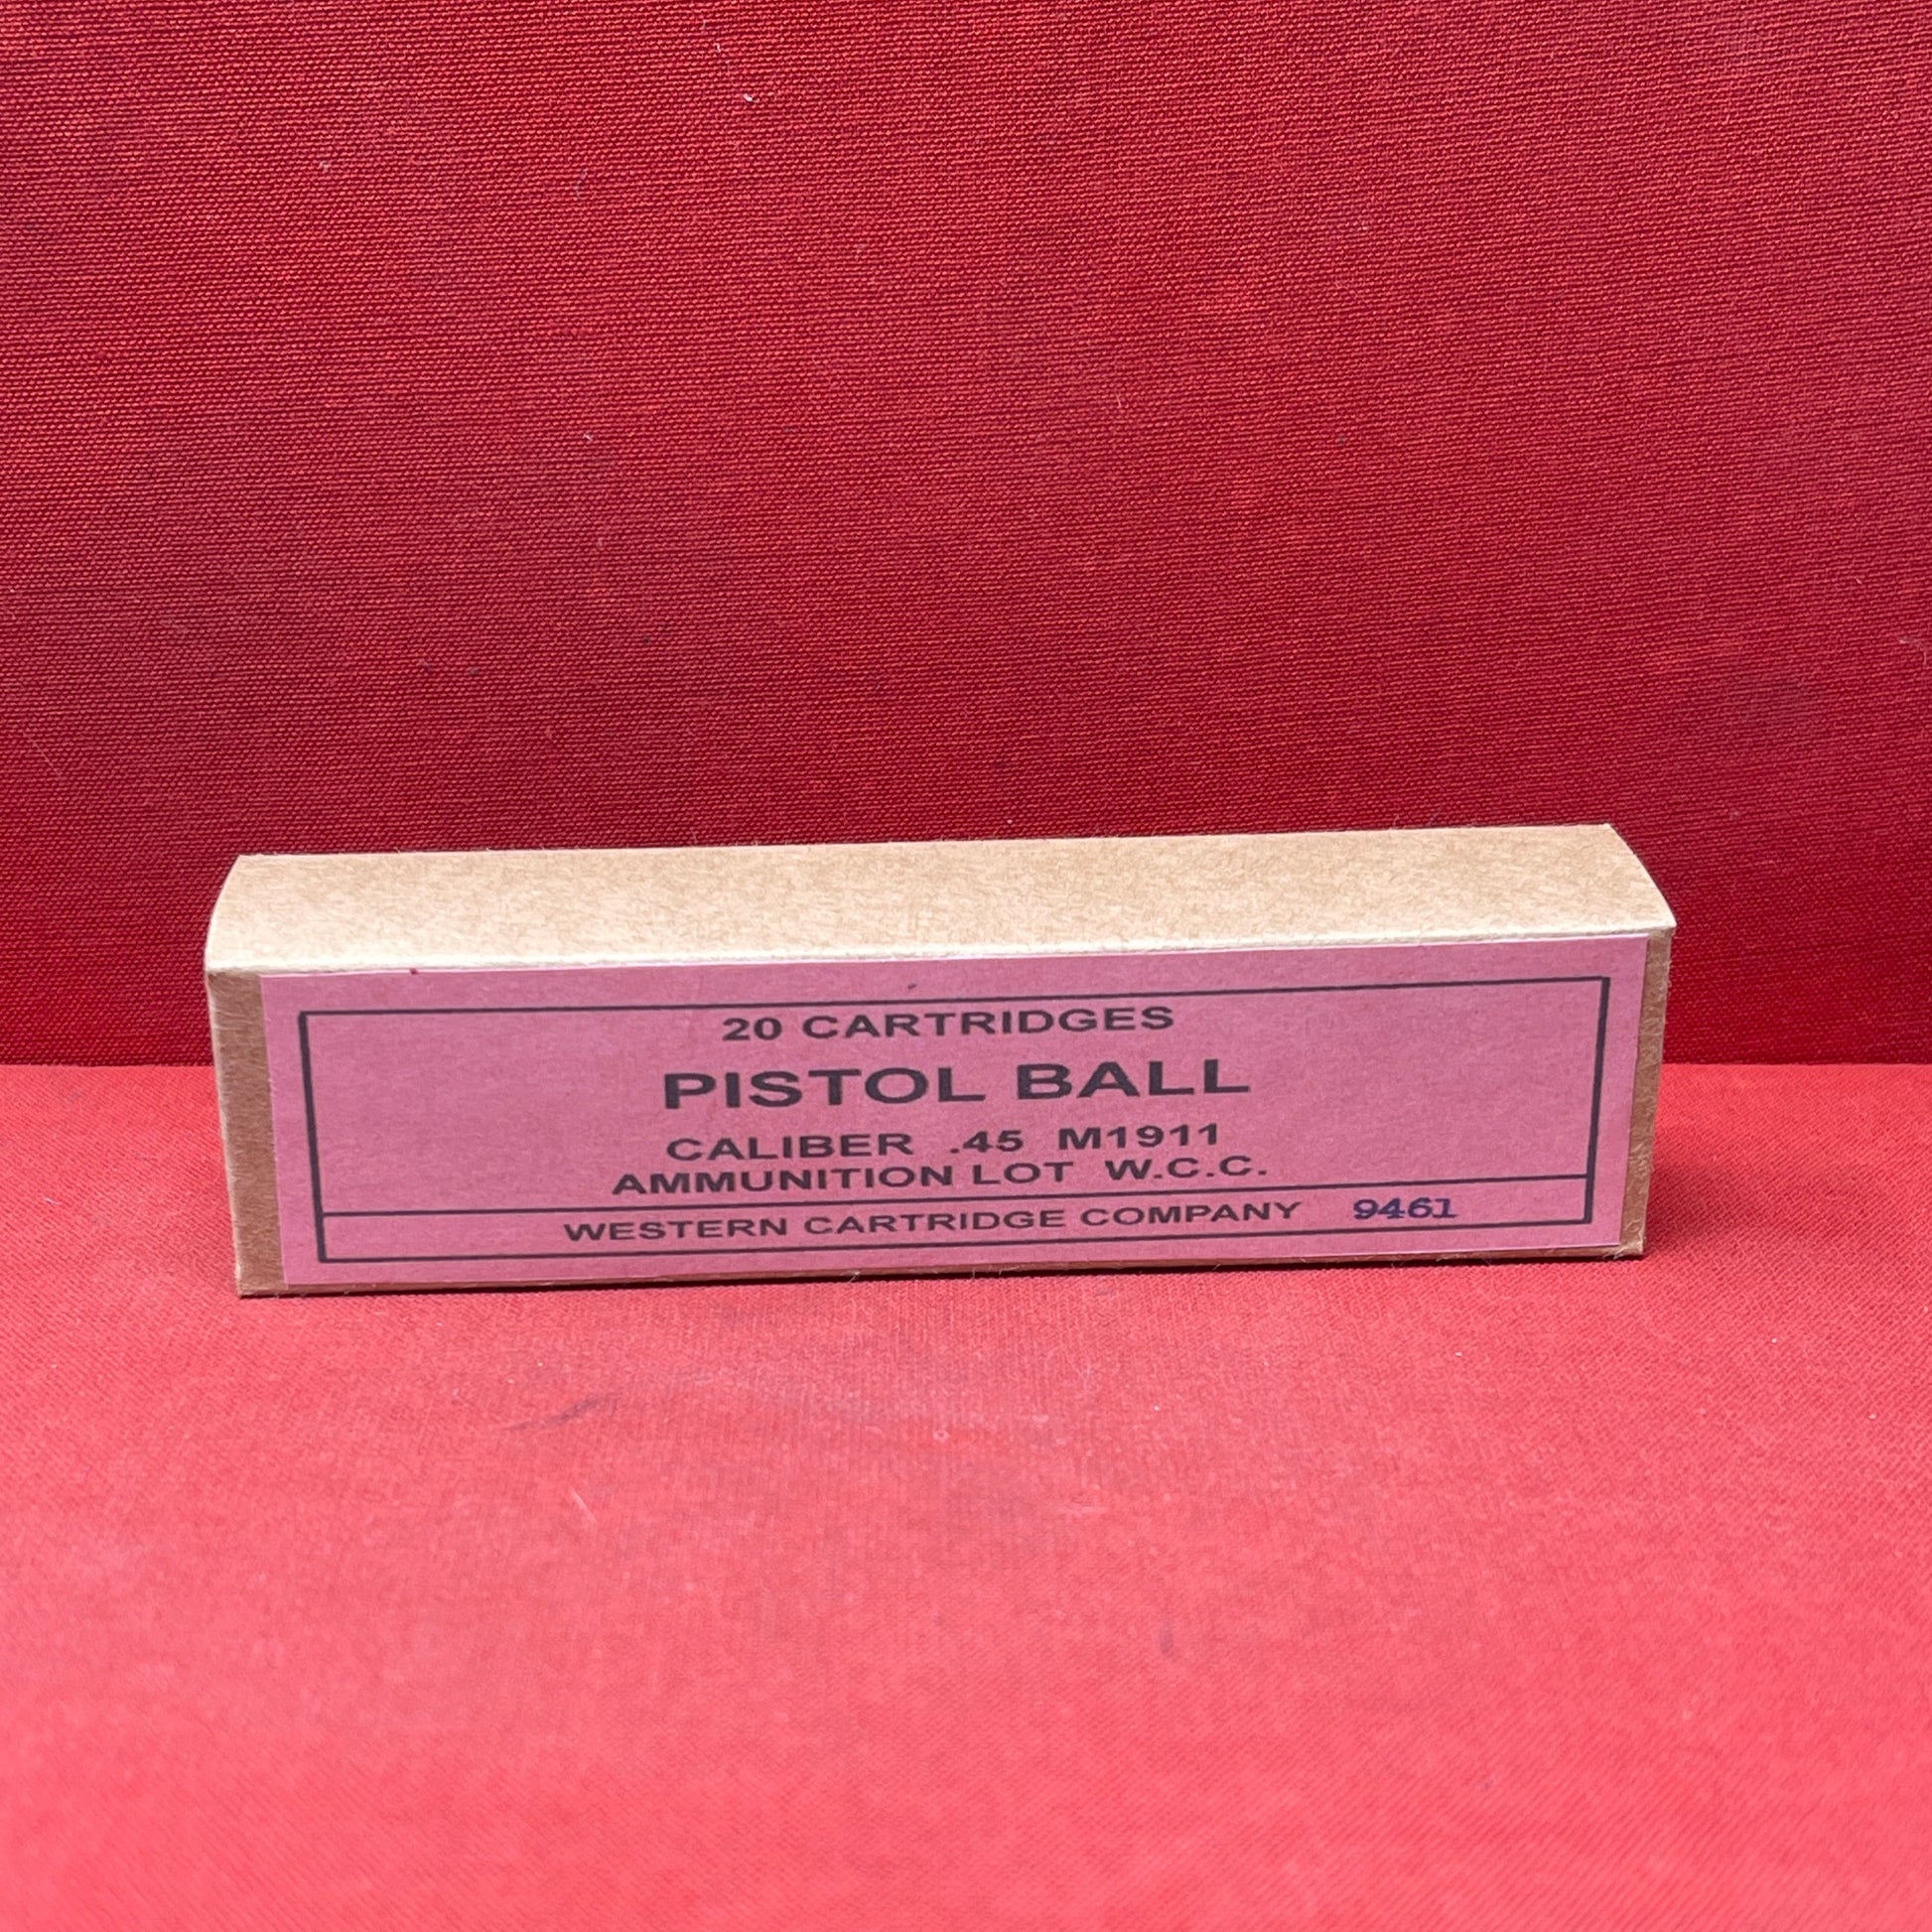 20 CARTRIDGES
PISTOL BALL
CALIBER .45 M1911
AMMUNITION LOT W.C.C.
WESTERN CARTRIDGE COMPANY 9461